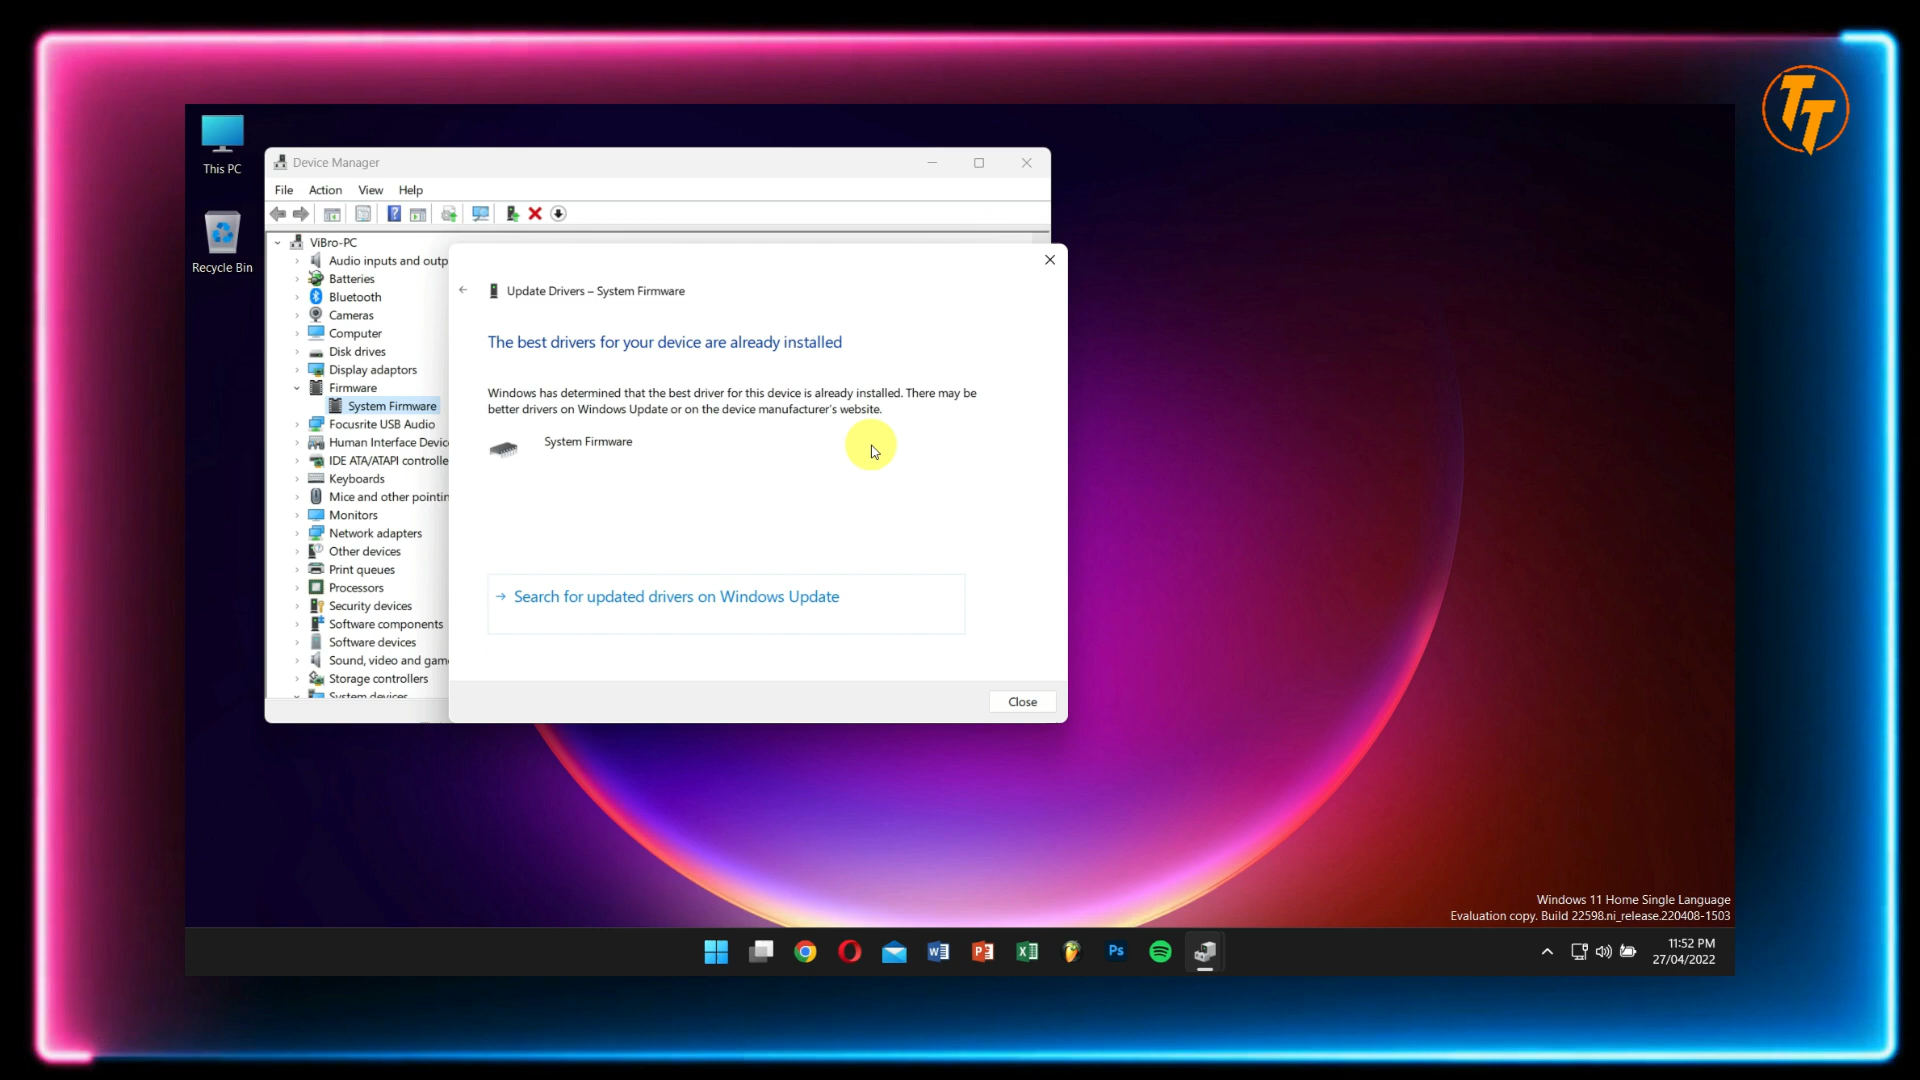 TT
This PC
Recycle Bin
Device Manager
File Action View Help
ViBro-PC
Audio inputs and outp
Batteries
Bluetooth
Cameras
Computer
Disk drives
Display adaptors
Firmware
System Firmware
Focusrite USB Audio
Human Interface Devic
IDE ATA/ATAPI controlle
Keyboards
Mice and other pointin
Monitors
Network adapters
Other devices
Print queues
Processors
Security devices
Software components
Software devices
Sound, video and gam
Storage controllers
System devices
Update Drivers – System Firmware
The best drivers for your device are already installed
Windows has determined that the best driver for this device is already installed. There may be
better drivers on Windows Update or on the device manufacturer's website.
System Firmware
Search for updated drivers on Windows Update
Close
Windows 11 Home Single Language
Evaluation copy. Build 22598.ni_release.220408-1503
Ps
11:52 PM
27/04/2022